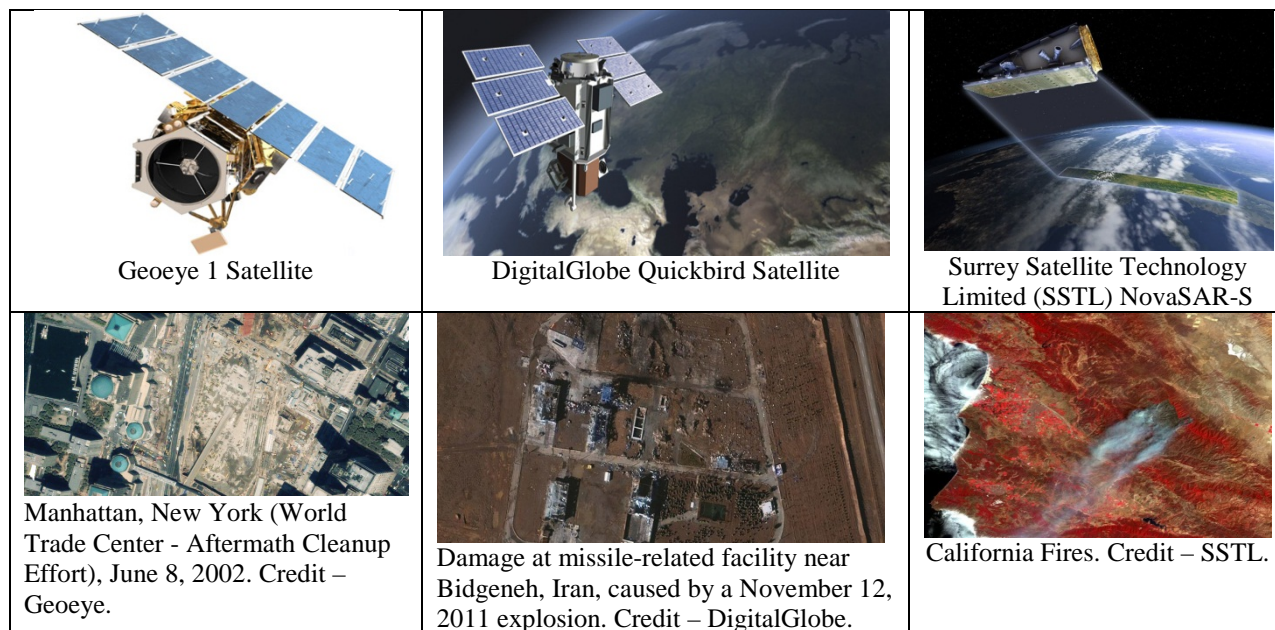 Geoeye 1 Satellite
DigitalGlobe Quickbird Satellite
Surrey Satellite Technology
Limited (SSTL) NovaSAR-S
Manhattan, New York (World
Trade Center - Aftermath Cleanup
Effort), June 8, 2002. Credit –
Geoeye.
Damage at missile-related facility near
Bidgeneh, Iran, caused by a November 12,
2011 explosion. Credit – DigitalGlobe.
California Fires. Credit – SSTL.